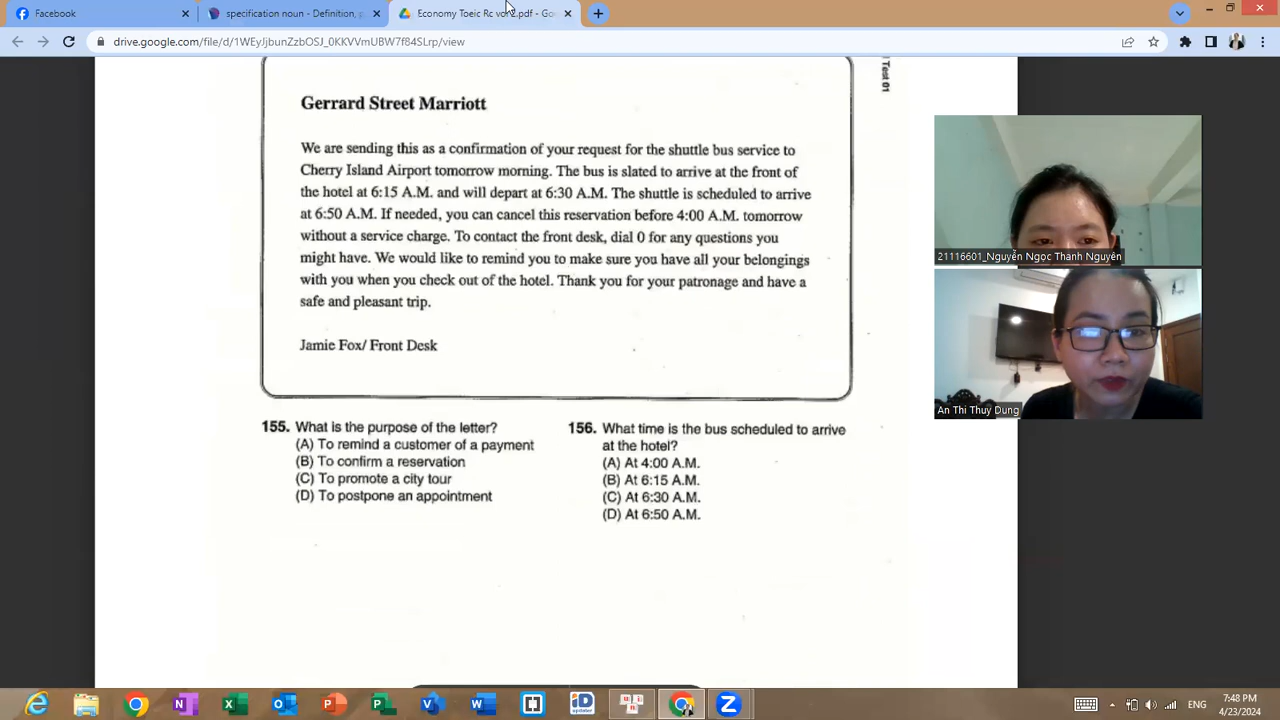 Facebook
specification noun - Definition, p
Economy Toeic Rc vol 2.pdf - Go
drive.google.com/file/d/1WEyJjbunZzbOSJ_0KKVVmUBW7f84SLrp/view
l Test 01
Gerrard Street Marriott
We are sending this as a confirmation of your request for the shuttle bus service to
Cherry Island Airport tomorrow morning. The bus is slated to arrive at the front of
the hotel at 6:15 A.M. and will depart at 6:30 A.M. The shuttle is scheduled to arrive
at 6:50 A.M. If needed, you can cancel this reservation before 4:00 A.M. tomorrow
without a service charge. To contact the front desk, dial 0 for any questions you
might have. We would like to remind you to make sure you have all your belongings
with you when you check out of the hotel. Thank you for your patronage and have a
safe and pleasant trip.
Jamie Fox/ Front Desk
155. What is the purpose of the letter?
(A) To remind a customer of a payment
(B) To confirm a reservation
(C) To promote a city tour
(D) To postpone an appointment
156. What time is the bus scheduled to arrive
at the hotel?
(A) At 4:00 A.M.
(B) At 6:15 A.M.
(C) At 6:30 A.M.
(D) At 6:50 A.M.
21116601_Nguyễn Ngọc Thanh Nguyên
An Thi Thuy Dung
ENG
7:48 PM
4/23/2024